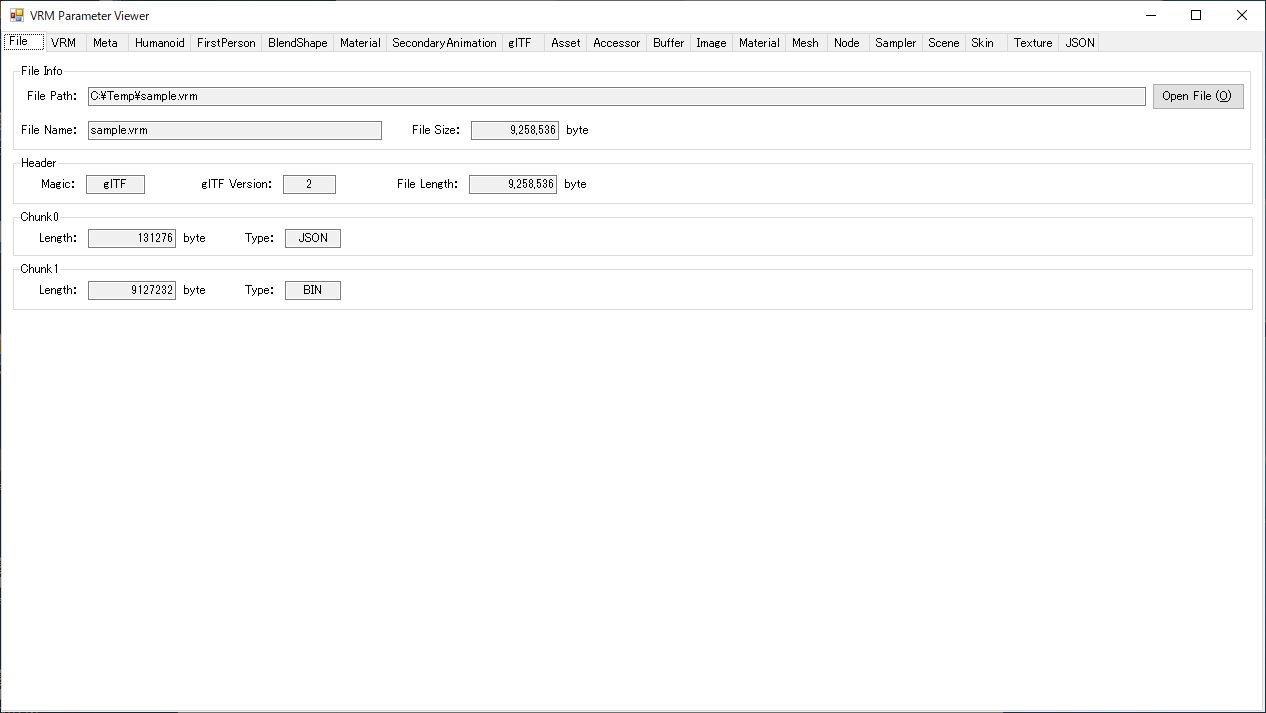 VRM Parameter Viewer
File VRM Meta Humanoid FirstPerson BlendShape Material SecondaryAnimation glTF Asset Accessor Buffer Image Material Mesh Node Sampler Scene Skin Texture JSON
File Info
File Path: C:¥Temp¥sample.vrm Open File (O)
File Name: sample.vrm File Size: 9,258,536 byte
Header
Magic: glTF glTF Version: 2 File Length: 9,258,536 byte
Chunk0
Length: 131276 byte Type: JSON
Chunk1
Length: 9127232 byte Type: BIN